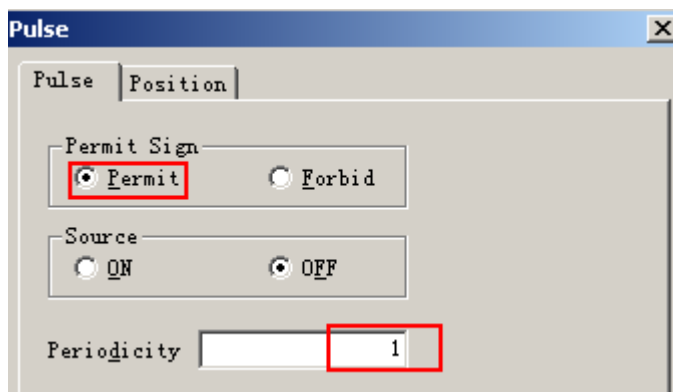 Pulse
Pulse Position
Permit Sign
Permit Forbid
Source
ON OFF
Periodicity 1